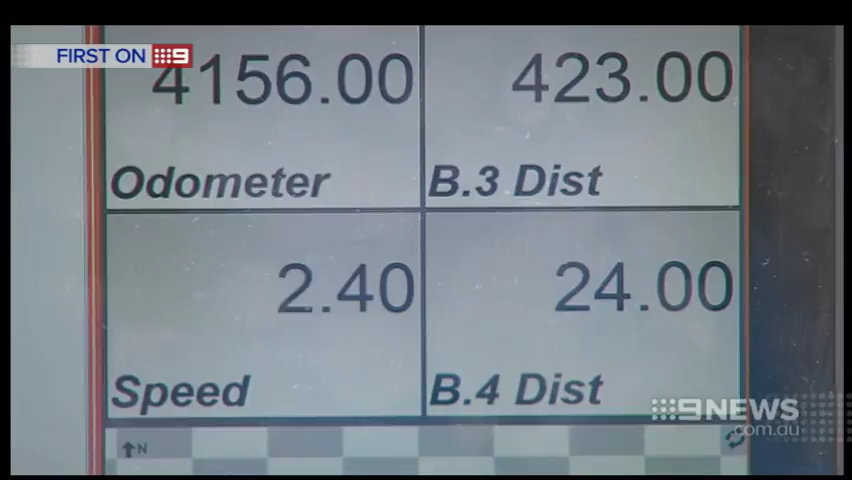 FIRST ON 9
4156.00
423.00
Odometer
B.3 Dist
2.40
24.00
Speed
B.4 Dist
9NEWS
.com.au
N